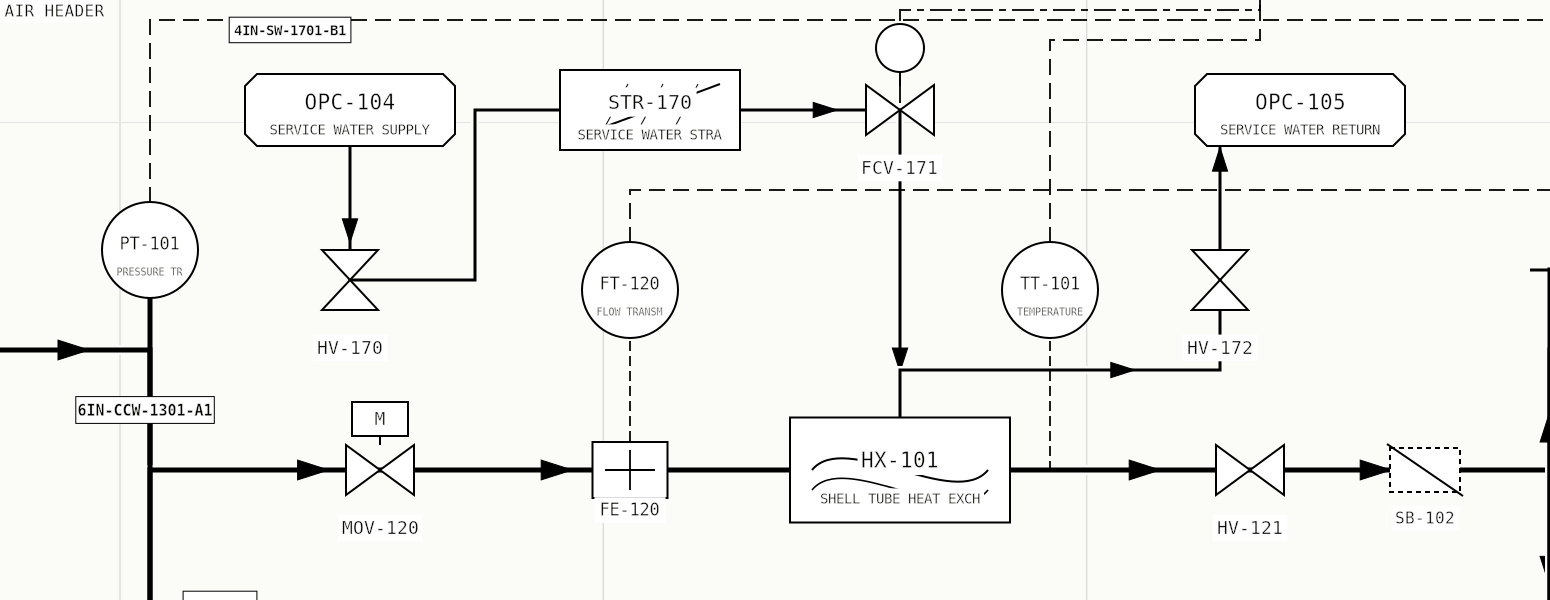 AIR HEADER
4IN-SW-1701-B1
OPC-104
SERVICE WATER SUPPLY
STR-170
SERVICE WATER STRA
OPC-105
SERVICE WATER RETURN
FCV-171
PT-101
PRESSURE TR
FT-120
FLOW TRANSM
TT-101
TEMPERATURE
HV-170
HV-172
6IN-CCW-1301-A1
M
HX-101
SHELL TUBE HEAT EXCH
FE-120
MOV-120
HV-121
SB-102